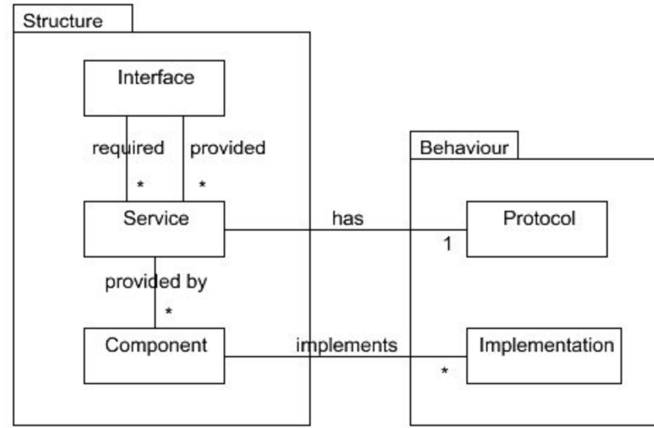 Structure
Interface
required provided
* *
Behaviour
Service
has
Protocol
1
provided by
*
Component
implements
Implementation
*